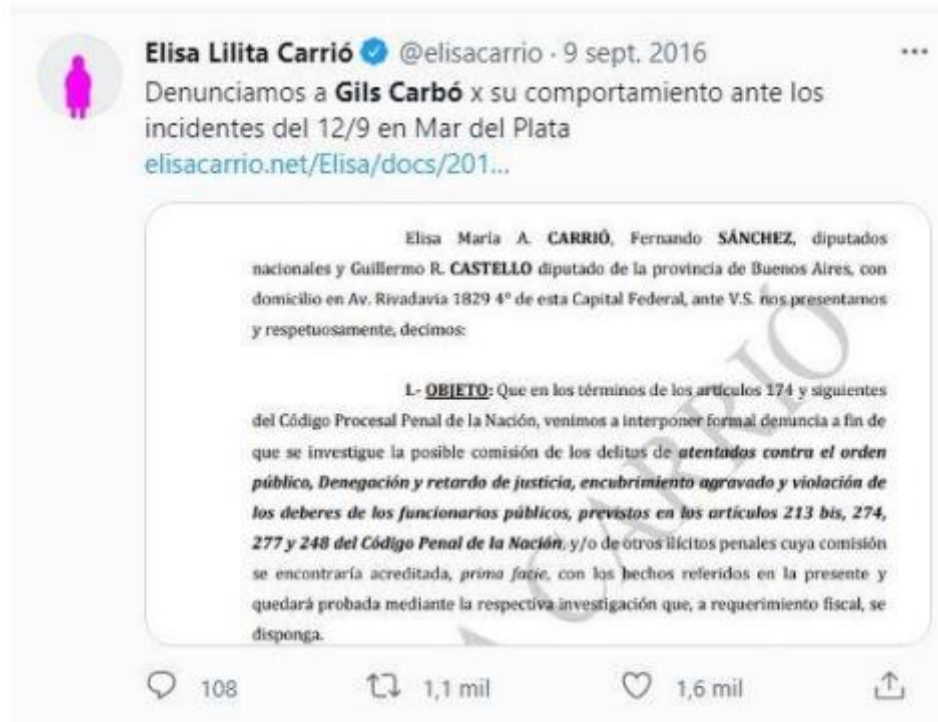 Elisa Lilita Carrió @elisacarrio · 9 sept. 2016
Denunciamos a Gils Carbó x su comportamiento ante los
incidentes del 12/9 en Mar del Plata
elisacarrio.net/Elisa/docs/201...
Elisa María A. CARRIÓ, Fernando SÁNCHEZ, diputados
nacionales y Guillermo R. CASTELLO diputado de la provincia de Buenos Aires, con
domicilio en Av. Rivadavia 1829 4° de esta Capital Federal, ante V.S. nos presentamos
y respetuosamente, decimos:
I.- OBJETO: Que en los términos de los artículos 174 y siguientes
del Código Procesal Penal de la Nación, venimos a interponer formal denuncia a fin de
que se investigue la posible comisión de los delitos de atentados contra el orden
público, Denegación y retardo de justicia, encubrimiento agravado y violación de
los deberes de los funcionarios públicos, previstos en los artículos 213 bis, 274,
277 y 248 del Código Penal de la Nación, y/o de otros ilícitos penales cuya comisión
se encontraría acreditada, prima facie, con los hechos referidos en la presente y
quedará probada mediante la respectiva investigación que, a requerimiento fiscal, se
disponga.
A CARRIÓ
108 1,1 mil 1,6 mil